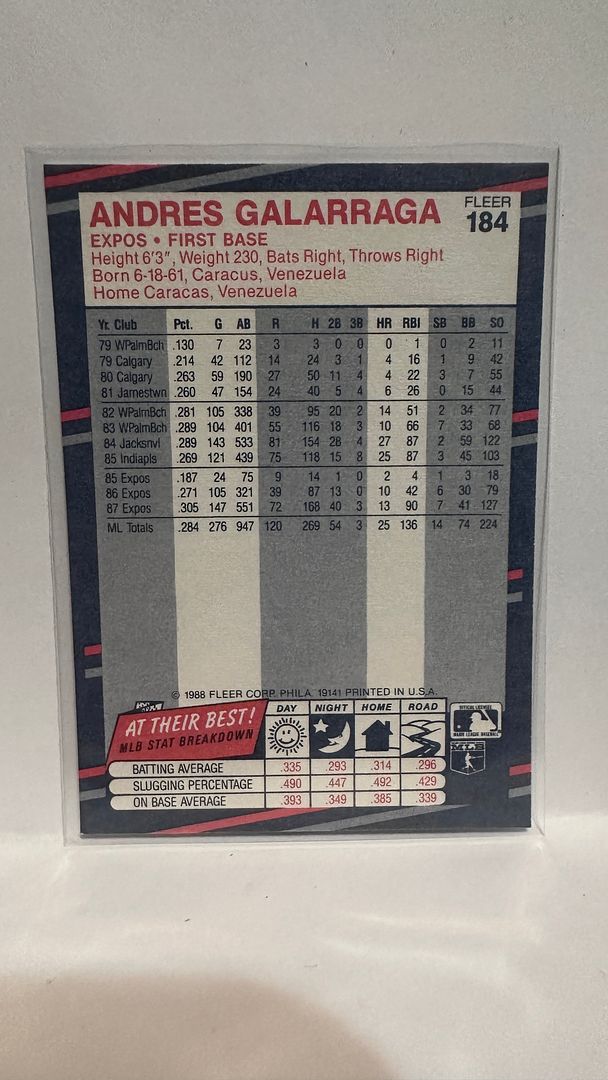 ANDRES GALARRAGA
FLEER
184
EXPOS • FIRST BASE
Height 6'3", Weight 230, Bats Right, Throws Right
Born 6-18-61, Caracus, Venezuela
Home Caracas, Venezuela
Yr. Club Pct. G AB R H 2B 3B HR RBI SB BB SO
79 WPalmBch .130 7 23 3 3 0 0 0 1 0 2 11
79 Calgary .214 42 112 14 24 3 1 4 16 1 9 42
80 Calgary .263 59 190 27 50 11 4 4 22 3 7 55
81 Jamestwn .260 47 154 24 40 5 4 6 26 0 15 44
82 WPalmBch .281 105 338 39 95 20 2 14 51 2 34 77
83 WPalmBch .289 104 401 55 116 18 3 10 66 7 33 68
84 Jacksnvl .289 143 533 81 154 28 4 27 87 2 59 122
85 Indiapls .269 121 439 75 118 15 8 25 87 3 45 103
85 Expos .187 24 75 9 14 1 0 2 4 1 3 18
86 Expos .271 105 321 39 87 13 0 10 42 6 30 79
87 Expos .305 147 551 72 168 40 3 13 90 7 41 127
ML Totals .284 276 947 120 269 54 3 25 136 14 74 224
© 1988 FLEER CORP. PHILA. 19141 PRINTED IN U.S.A.
AT THEIR BEST!
MLB STAT BREAKDOWN
DAY NIGHT HOME ROAD
OFFICIAL LICENSEE
MAJOR LEAGUE BASEBALL
BATTING AVERAGE .335 .293 .314 .296
SLUGGING PERCENTAGE .490 .447 .492 .429
ON BASE AVERAGE .393 .349 .385 .339